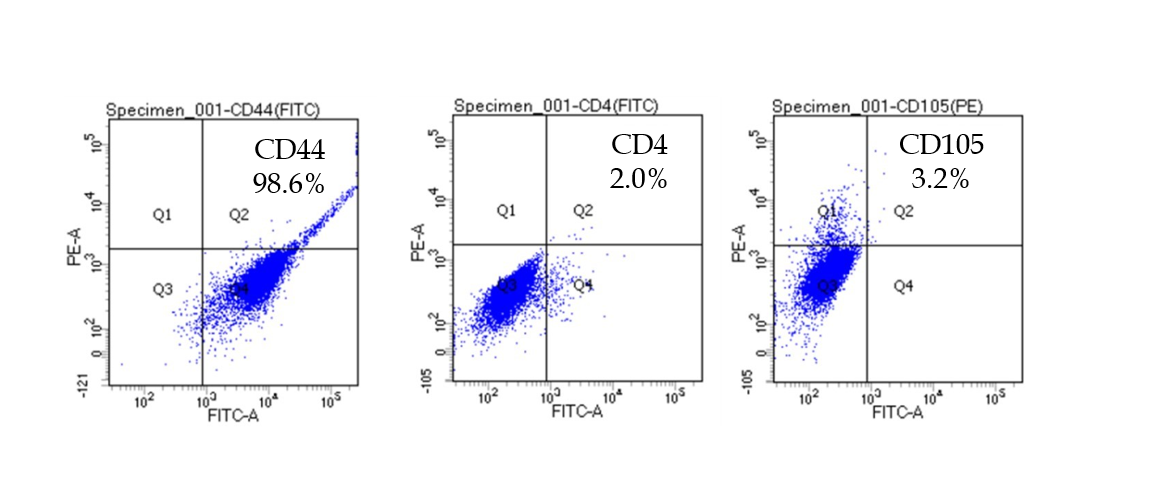 Specimen_001-CD44(FITC)
CD44
98.6%
Q1
Q2
Q3
Q4
PE-A
10^5
10^4
10^3
10^2
0
-121
10^2
10^3
10^4
10^5
FITC-A
Specimen_001-CD4(FITC)
CD4
2.0%
Q1
Q2
Q3
Q4
PE-A
10^5
10^4
10^3
10^2
0
-105
10^2
10^3
10^4
10^5
FITC-A
Specimen_001-CD105(PE)
CD105
3.2%
Q1
Q2
Q3
Q4
PE-A
10^5
10^4
10^3
10^2
0
-105
10^2
10^3
10^4
10^5
FITC-A